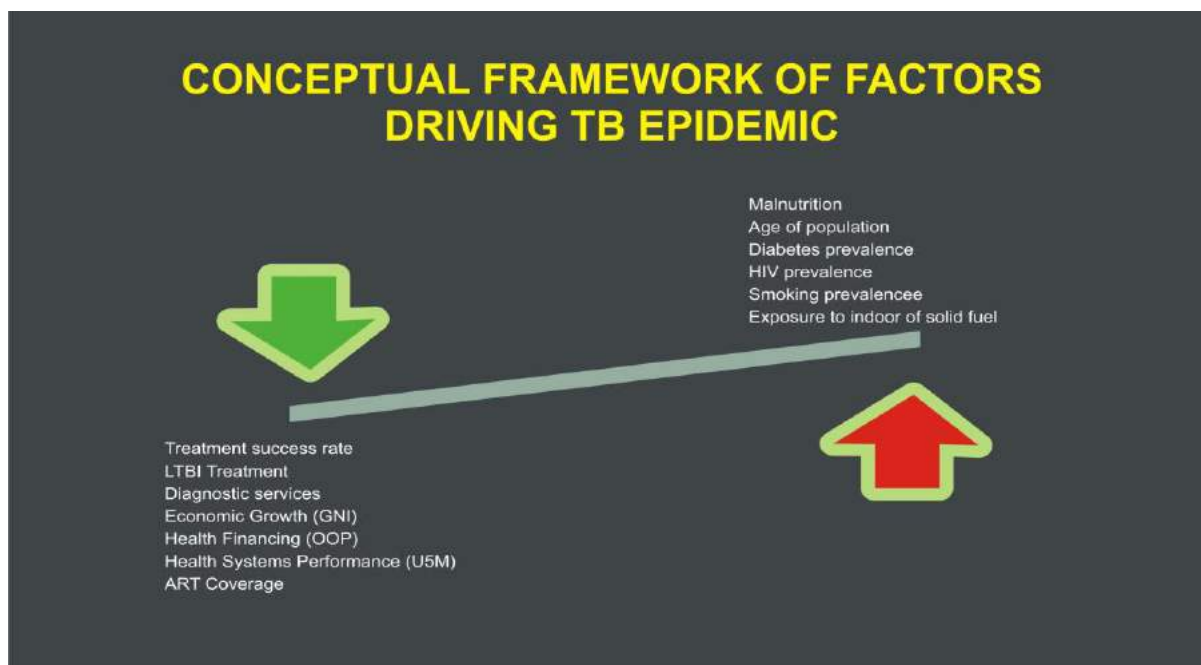 CONCEPTUAL FRAMEWORK OF FACTORS
DRIVING TB EPIDEMIC
Malnutrition
Age of population
Diabetes prevalence
HIV prevalence
Smoking prevalencee
Exposure to indoor of solid fuel
Treatment success rate
LTBI Treatment
Diagnostic services
Economic Growth (GNI)
Health Financing (OOP)
Health Systems Performance (U5M)
ART Coverage